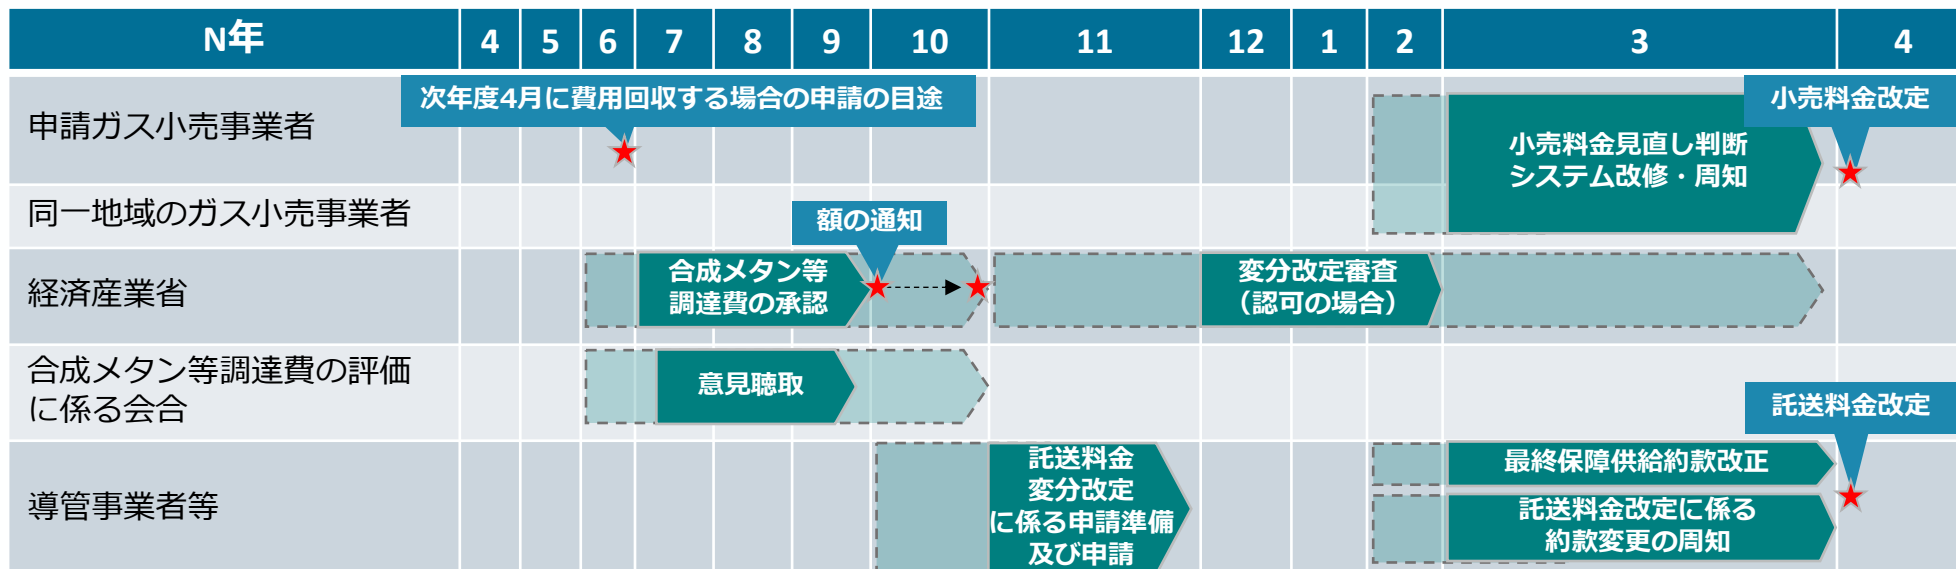 N年 4 5 6 7 8 9 10 11 12 1 2 3 4
申請ガス小売事業者
次年度4月に費用回収する場合の申請の目途
小売料金見直し判断
システム改修・周知
小売料金改定
同一地域のガス小売事業者
額の通知
経済産業省
合成メタン等
調達費の承認
変分改定審査
（認可の場合）
合成メタン等調達費の評価
に係る会合
意見聴取
託送料金改定
導管事業者等
託送料金
変分改定
に係る申請準備
及び申請
最終保障供給約款改正
託送料金改定に係る
約款変更の周知